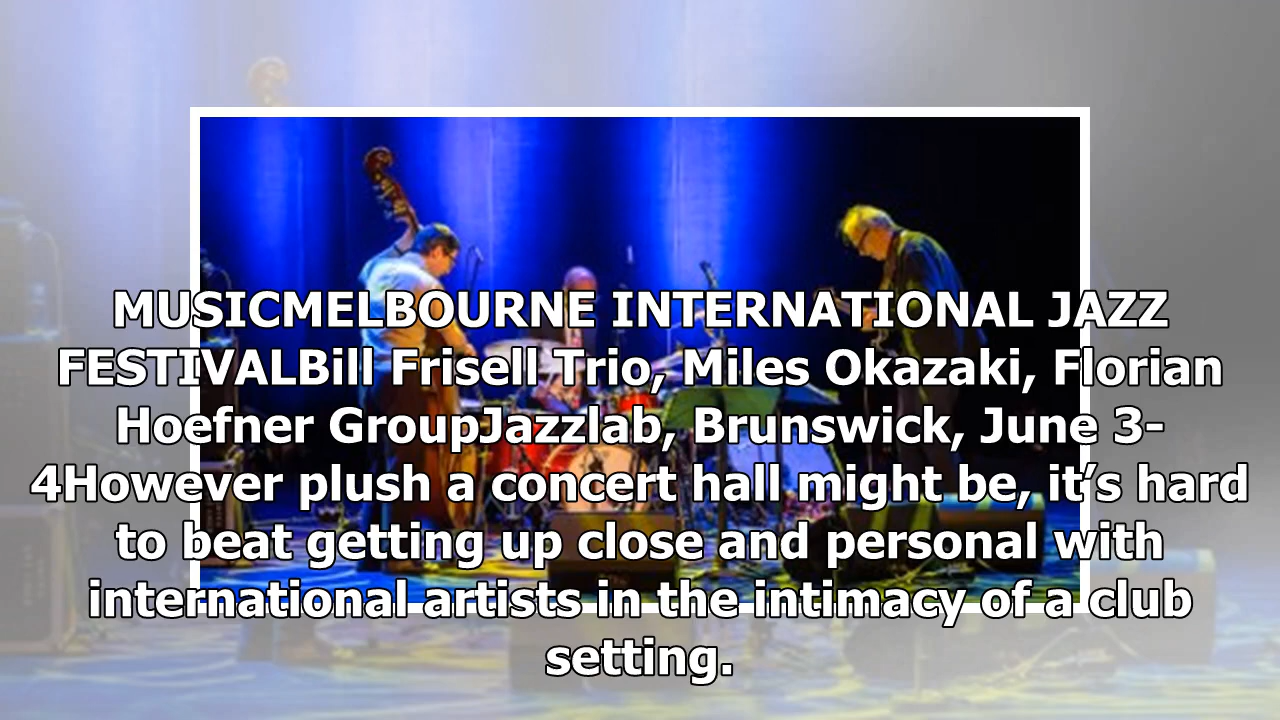 MUSICMELBOURNE INTERNATIONAL JAZZ
FESTIVALBill Frisell Trio, Miles Okazaki, Florian
Hoefner GroupJazzlab, Brunswick, June 3-
4However plush a concert hall might be, it’s hard
to beat getting up close and personal with
international artists in the intimacy of a club
setting.